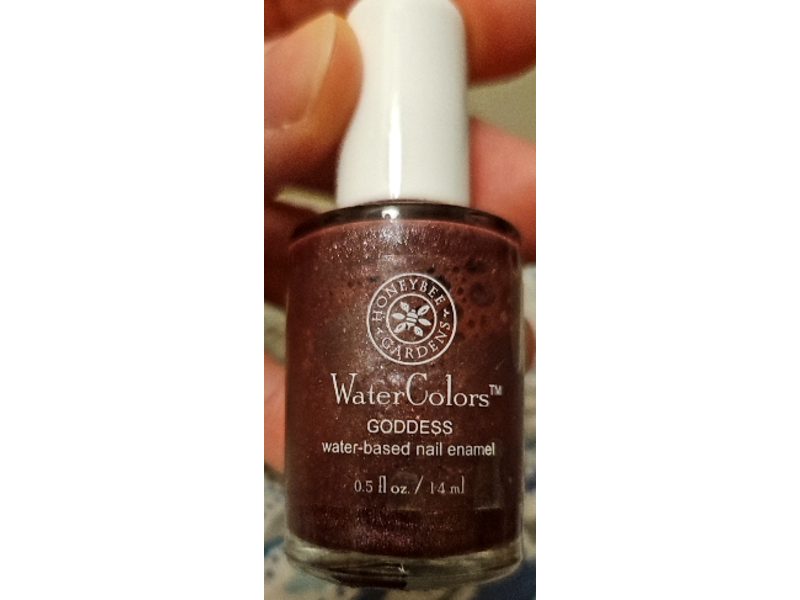 HONEYBEE
GARDENS
WaterColors™
GODDESS
water-based nail enamel
0.5 fl oz. / 14 ml